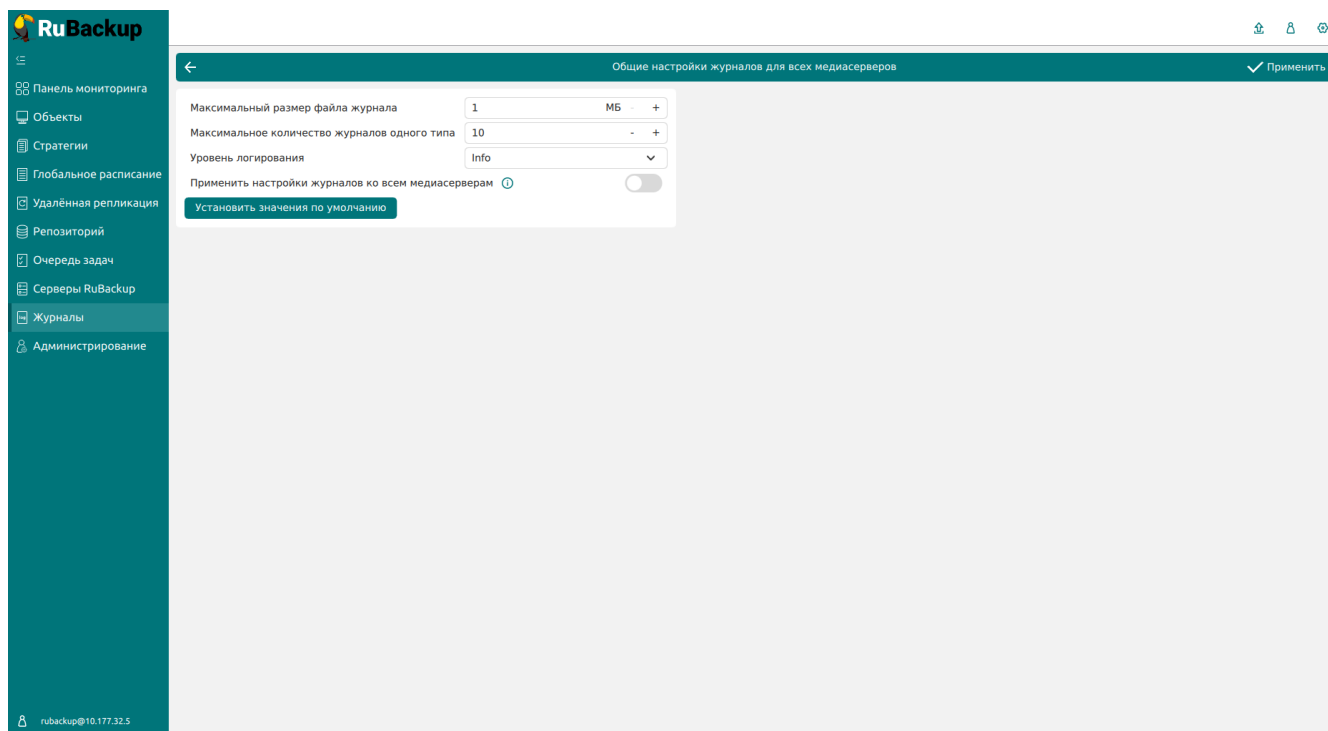 RuBackup
Общие настройки журналов для всех медиасерверов
Применить
Панель мониторинга
Объекты
Стратегии
Глобальное расписание
Удалённая репликация
Репозиторий
Очередь задач
Серверы RuBackup
Журналы
Администрирование
Максимальный размер файла журнала 1 МБ - +
Максимальное количество журналов одного типа 10 - +
Уровень логирования Info
Применить настройки журналов ко всем медиасерверам
Установить значения по умолчанию
rubackup@10.177.32.5